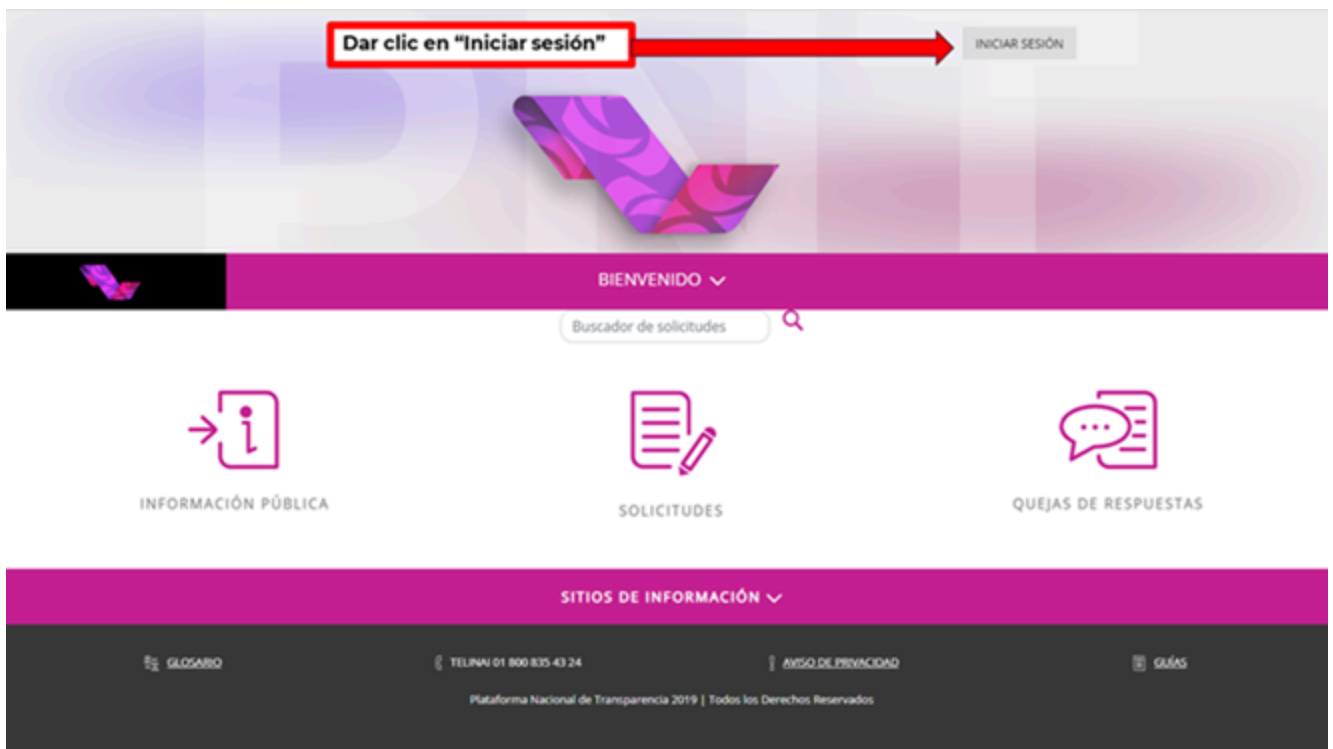 Dar clic en “Iniciar sesión”
INICIAR SESIÓN
PNT
BIENVENIDO
Buscador de solicitudes
INFORMACIÓN PÚBLICA
SOLICITUDES
QUEJAS DE RESPUESTAS
SITIOS DE INFORMACIÓN
GLOSARIO
TELINAI 01 800 835 43 24
AVISO DE PRIVACIDAD
GUÍAS
Plataforma Nacional de Transparencia 2019 | Todos los Derechos Reservados